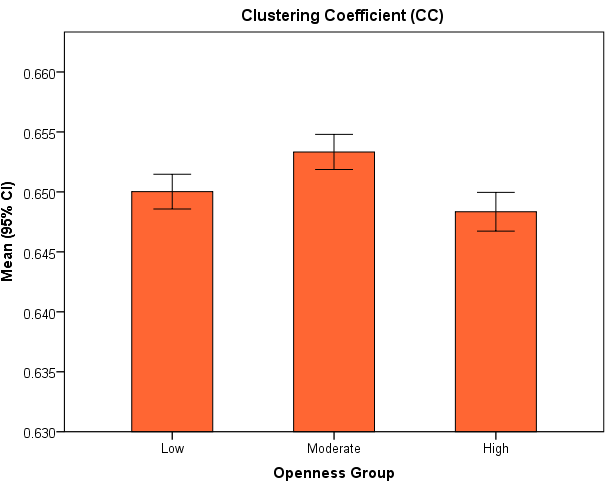 Clustering Coefficient (CC)
Mean (95% CI)
0.660
0.655
0.650
0.645
0.640
0.635
0.630
Low Moderate High
Openness Group